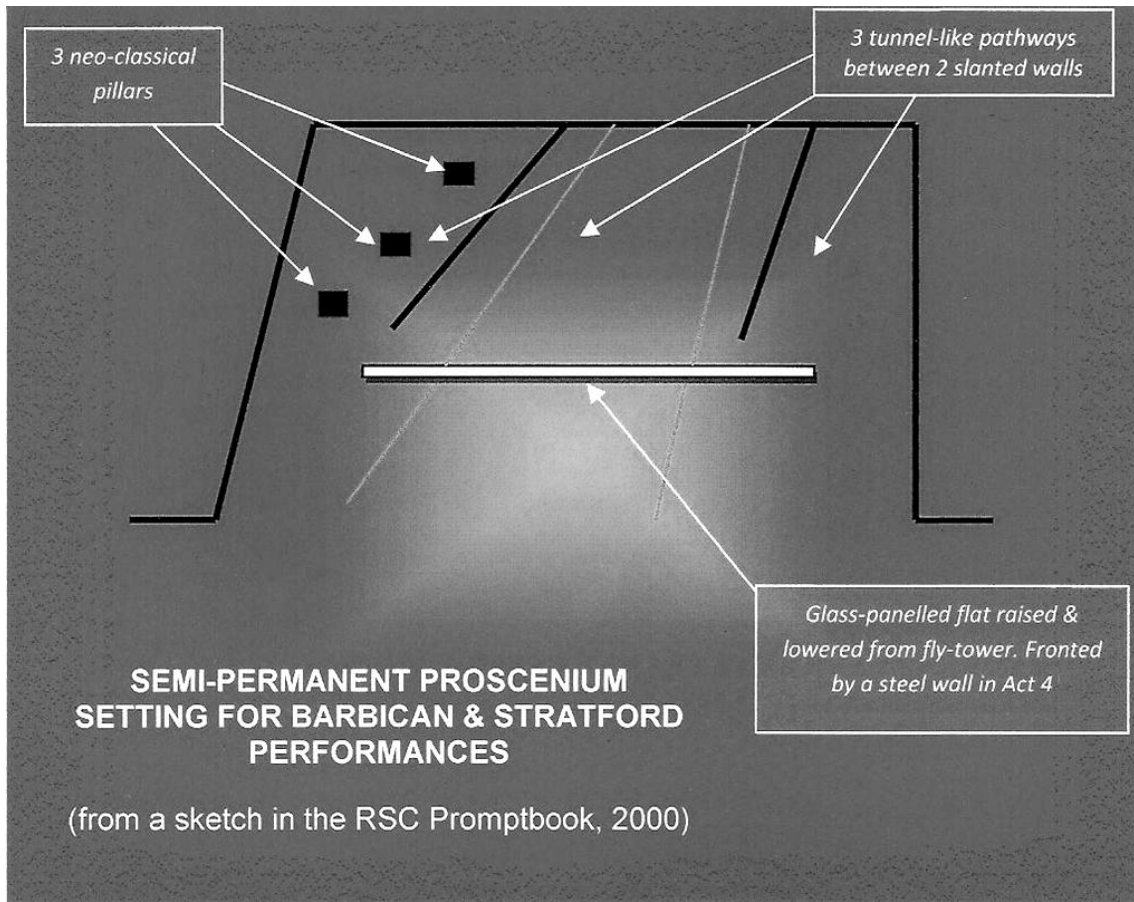 3 neo-classical
pillars
3 tunnel-like pathways
between 2 slanted walls
Glass-panelled flat raised &
lowered from fly-tower. Fronted
by a steel wall in Act 4
SEMI-PERMANENT PROSCENIUM
SETTING FOR BARBICAN & STRATFORD
PERFORMANCES
(from a sketch in the RSC Promptbook, 2000)